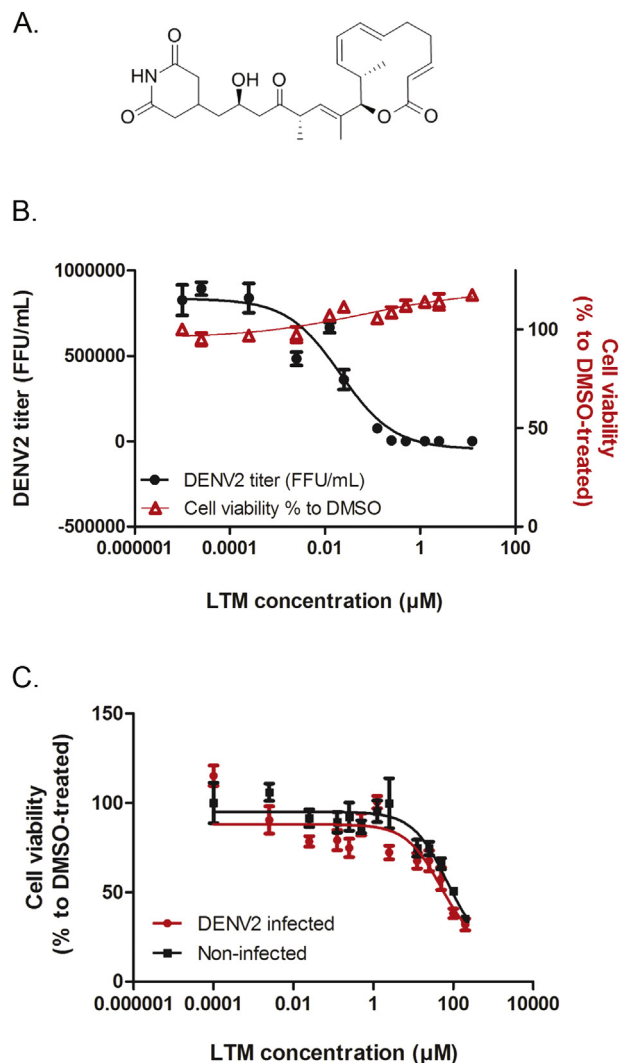 A.
O
HN
O
OH
O
O
O
B.
DENV2 titer (FFU/mL)
1000000
500000
0
-500000
100
50
0
Cell viability
(% to DMSO-treated)
DENV2 titer (FFU/mL)
Cell viability % to DMSO
0.000001
0.0001
0.01
1
100
LTM concentration (μM)
C.
Cell viability
(% to DMSO-treated)
150
100
50
0
DENV2 infected
Non-infected
0.000001
0.0001
0.01
1
100
10000
LTM concentration (μM)